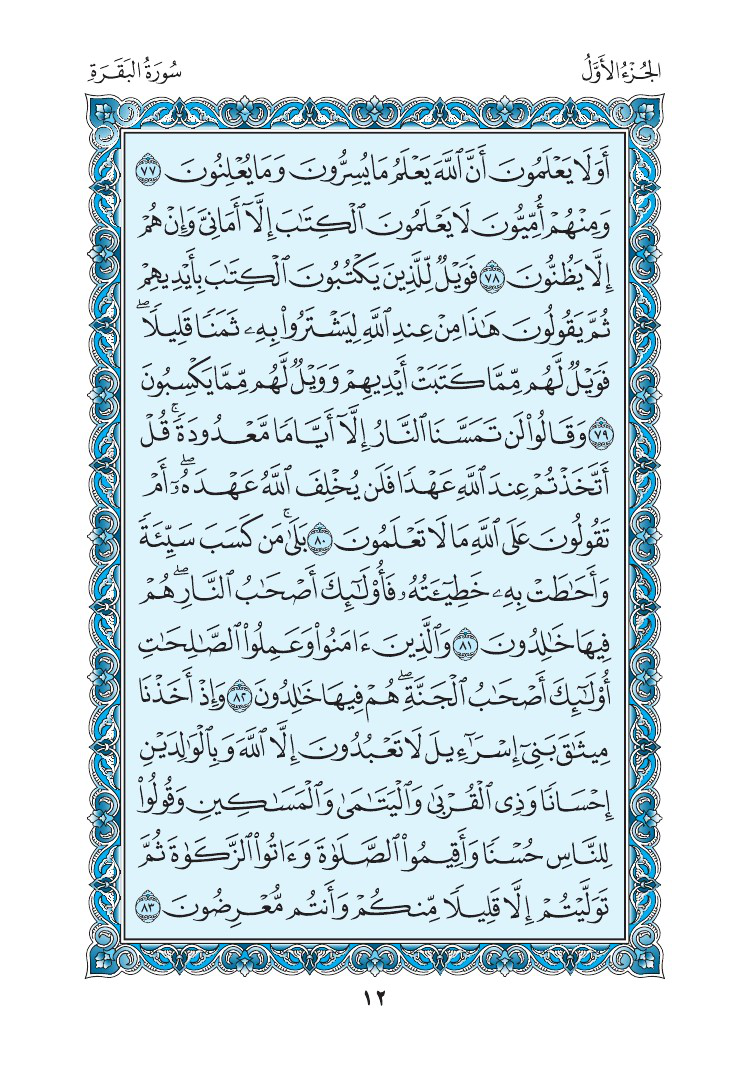 الجُزْءُ الأَوَّلُ
سُورَةُ البَقَرَةِ
أَوَلَا يَعْلَمُونَ أَنَّ ٱللَّهَ يَعْلَمُ مَا يُسِرُّونَ وَمَا يُعْلِنُونَ ٧٧
وَمِنْهُمْ أُمِّيُّونَ لَا يَعْلَمُونَ ٱلْكِتَٰبَ إِلَّآ أَمَانِىَّ وَإِنْ هُمْ
إِلَّا يَظُنُّونَ ٧٨ فَوَيْلٌ لِّلَّذِينَ يَكْتُبُونَ ٱلْكِتَٰبَ بِأَيْدِيهِمْ
ثُمَّ يَقُولُونَ هَٰذَا مِنْ عِندِ ٱللَّهِ لِيَشْتَرُوا۟ بِهِۦ ثَمَنًا قَلِيلًا ۖ
فَوَيْلٌ لَّهُم مِّمَّا كَتَبَتْ أَيْدِيهِمْ وَوَيْلٌ لَّهُم مِّمَّا يَكْسِبُونَ
٧٩ وَقَالُوا۟ لَن تَمَسَّنَا ٱلنَّارُ إِلَّآ أَيَّامًا مَّعْدُودَةً ۚ قُلْ
أَتَّخَذْتُمْ عِندَ ٱللَّهِ عَهْدًا فَلَن يُخْلِفَ ٱللَّهُ عَهْدَهُۥٓ ۖ أَمْ
تَقُولُونَ عَلَى ٱللَّهِ مَا لَا تَعْلَمُونَ ٨٠ بَلَىٰ ۚ مَن كَسَبَ سَيِّئَةً
وَأَحَٰطَتْ بِهِۦ خَطِيٓـَٔتُهُۥ فَأُو۟لَٰٓئِكَ أَصْحَٰبُ ٱلنَّارِ ۖ هُمْ
فِيهَا خَٰلِدُونَ ٨١ وَٱلَّذِينَ ءَامَنُوا۟ وَعَمِلُوا۟ ٱلصَّٰلِحَٰتِ
أُو۟لَٰٓئِكَ أَصْحَٰبُ ٱلْجَنَّةِ ۖ هُمْ فِيهَا خَٰلِدُونَ ٨٢ وَإِذْ أَخَذْنَا
مِيثَٰقَ بَنِىٓ إِسْرَٰٓءِيلَ لَا تَعْبُدُونَ إِلَّا ٱللَّهَ وَبِٱلْوَٰلِدَيْنِ
إِحْسَانًا وَذِى ٱلْقُرْبَىٰ وَٱلْيَتَٰمَىٰ وَٱلْمَسَٰكِينِ وَقُولُوا۟
لِلنَّاسِ حُسْنًا وَأَقِيمُوا۟ ٱلصَّلَوٰةَ وَءَاتُوا۟ ٱلزَّكَوٰةَ ثُمَّ
تَوَلَّيْتُمْ إِلَّا قَلِيلًا مِّنكُمْ وَأَنتُم مُّعْرِضُونَ ٨٣
١٢